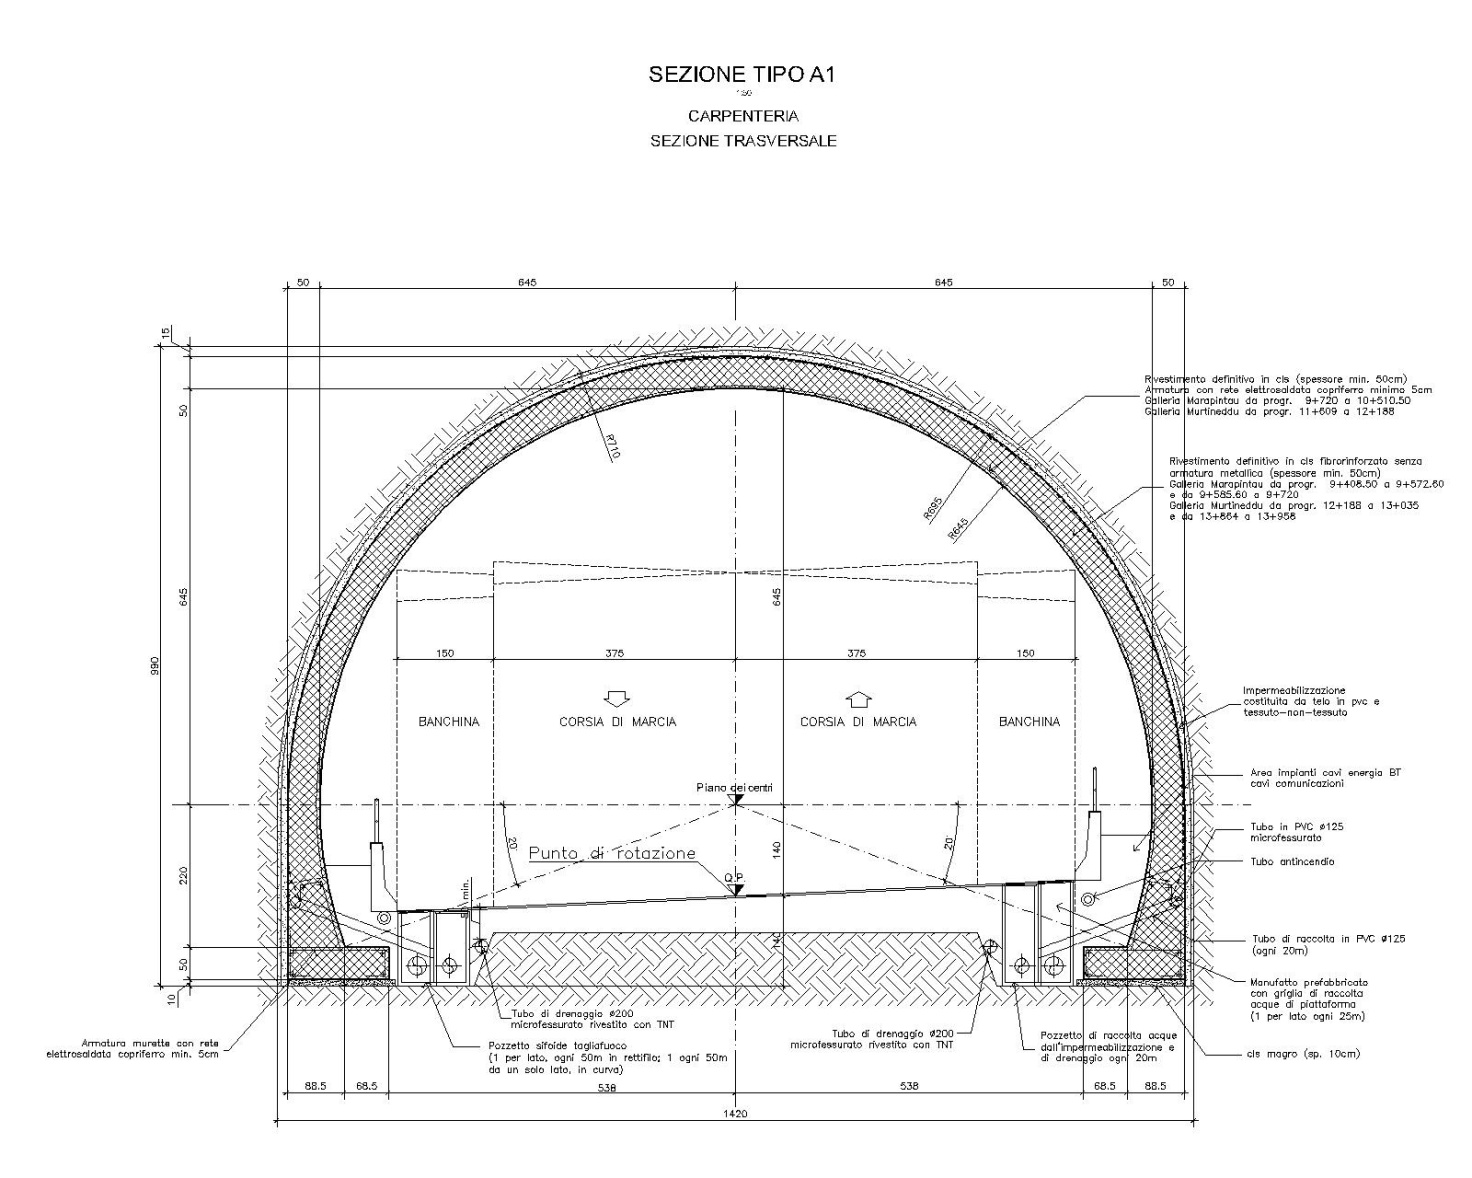 SEZIONE TIPO A1
1:50
CARPENTERIA
SEZIONE TRASVERSALE
50
645
645
50
15
50
R710
R695
R645
Rivestimento definitivo in cls (spessore min. 50cm)
Armatura con rete elettrosaldata copriferro minimo 5cm
Galleria Marapintau da progr. 9+720 a 10+510.50
Galleria Murtineddu da progr. 11+609 a 12+188
Rivestimento definitivo in cls fibrorinforzato senza
armatura metallica (spessore min. 50cm)
Galleria Marapintau da progr. 9+408.50 a 9+572.60
e da 9+585.60 a 9+720
Galleria Murtineddu da progr. 12+188 a 13+035
e da 13+864 a 13+958
645
645
990
150
375
375
150
BANCHINA
CORSIA DI MARCIA
CORSIA DI MARCIA
BANCHINA
Impermeabilizzazione
costituita da telo in pvc e
tessuto-non-tessuto
Area impianti cavi energia BT
cavi comunicazioni
Piano dei centri
Tubo in PVC ø125
microfessurato
Tubo antincendio
20°
20°
140
Punto di rotazione
Q.P.
220
min.
140
Tubo di raccolta in PVC ø125
(ogni 20m)
50
10
Manufatto prefabbricato
con griglia di raccolta
acque di piattaforma
(1 per lato ogni 25m)
Tubo di drenaggio ø200
microfessurato rivestito con TNT
Tubo di drenaggio ø200
microfessurato rivestito con TNT
Pozzetto di raccolta acque
dall'impermeabilizzazione e
di drenaggio ogni 20m
Armatura murette con rete
elettrosaldata copriferro min. 5cm
Pozzetto sifoide tagliafuoco
(1 per lato, ogni 50m in rettifilo; 1 ogni 50m
da un solo lato, in curva)
cls magro (sp. 10cm)
88.5
68.5
538
538
68.5
88.5
1420